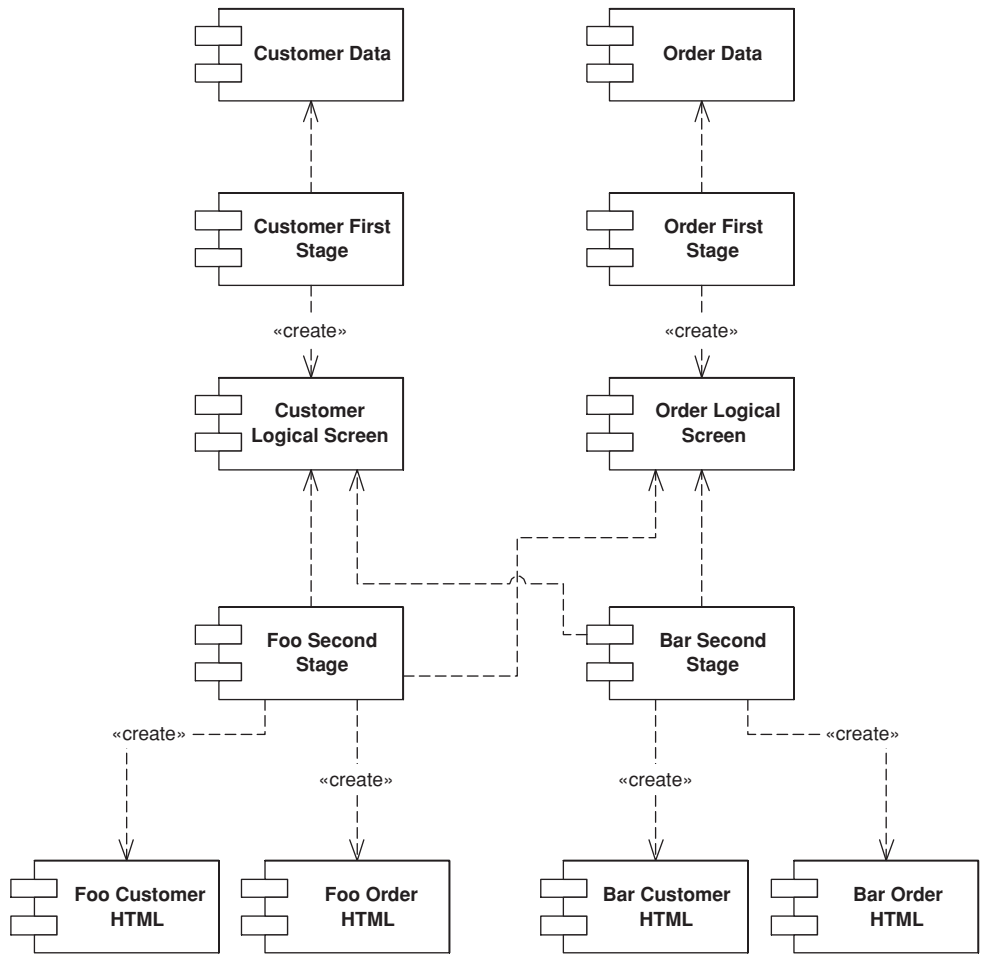 Customer Data
Order Data
Customer First
Stage
Order First
Stage
«create»
«create»
Customer
Logical Screen
Order Logical
Screen
Foo Second
Stage
Bar Second
Stage
«create»
«create»
«create»
«create»
Foo Customer
HTML
Foo Order
HTML
Bar Customer
HTML
Bar Order
HTML